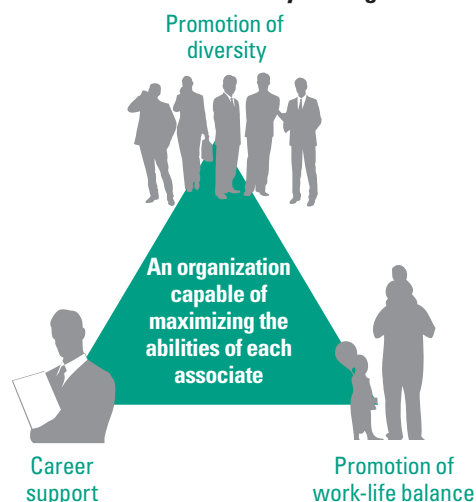 Promotion of
diversity
An organization
capable of
maximizing the
abilities of each
associate
Career
support
Promotion of
work-life balance